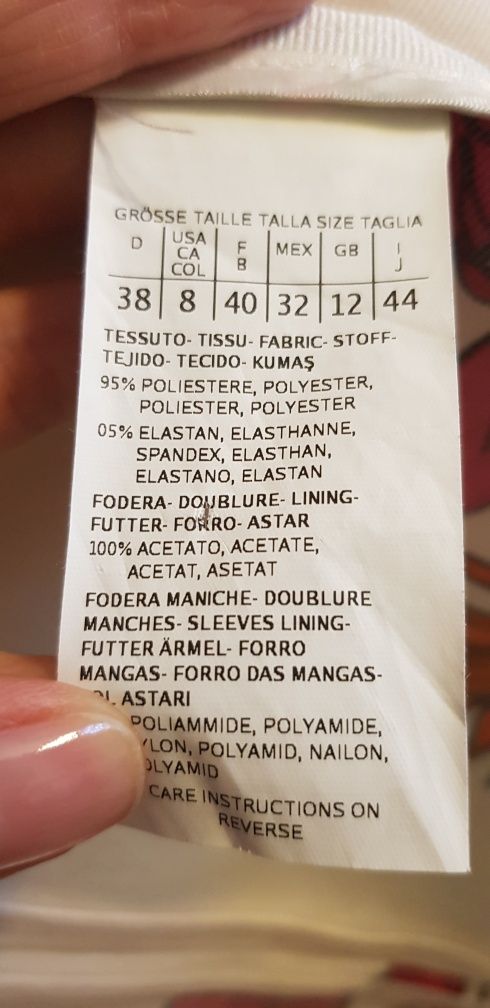 GRÖSSE TAILLE TALLA SIZE TAGLIA
D USA CA COL F B MEX GB I J
38 8 40 32 12 44
TESSUTO- TISSU- FABRIC- STOFF-
TEJIDO- TECIDO- KUMAŞ
95% POLIESTERE, POLYESTER,
POLIESTER, POLYESTER
05% ELASTAN, ELASTHANNE,
SPANDEX, ELASTHAN,
ELASTANO, ELASTAN
FODERA- DOUBLURE- LINING-
FUTTER- FORRO- ASTAR
100% ACETATO, ACETATE,
ACETAT, ASETAT
FODERA MANICHE- DOUBLURE
MANCHES- SLEEVES LINING-
FUTTER ÄRMEL- FORRO
MANGAS- FORRO DAS MANGAS-
ASTARI
POLIAMMIDE, POLYAMIDE,
POLYAMID, NAILON,
CARE INSTRUCTIONS ON
REVERSE